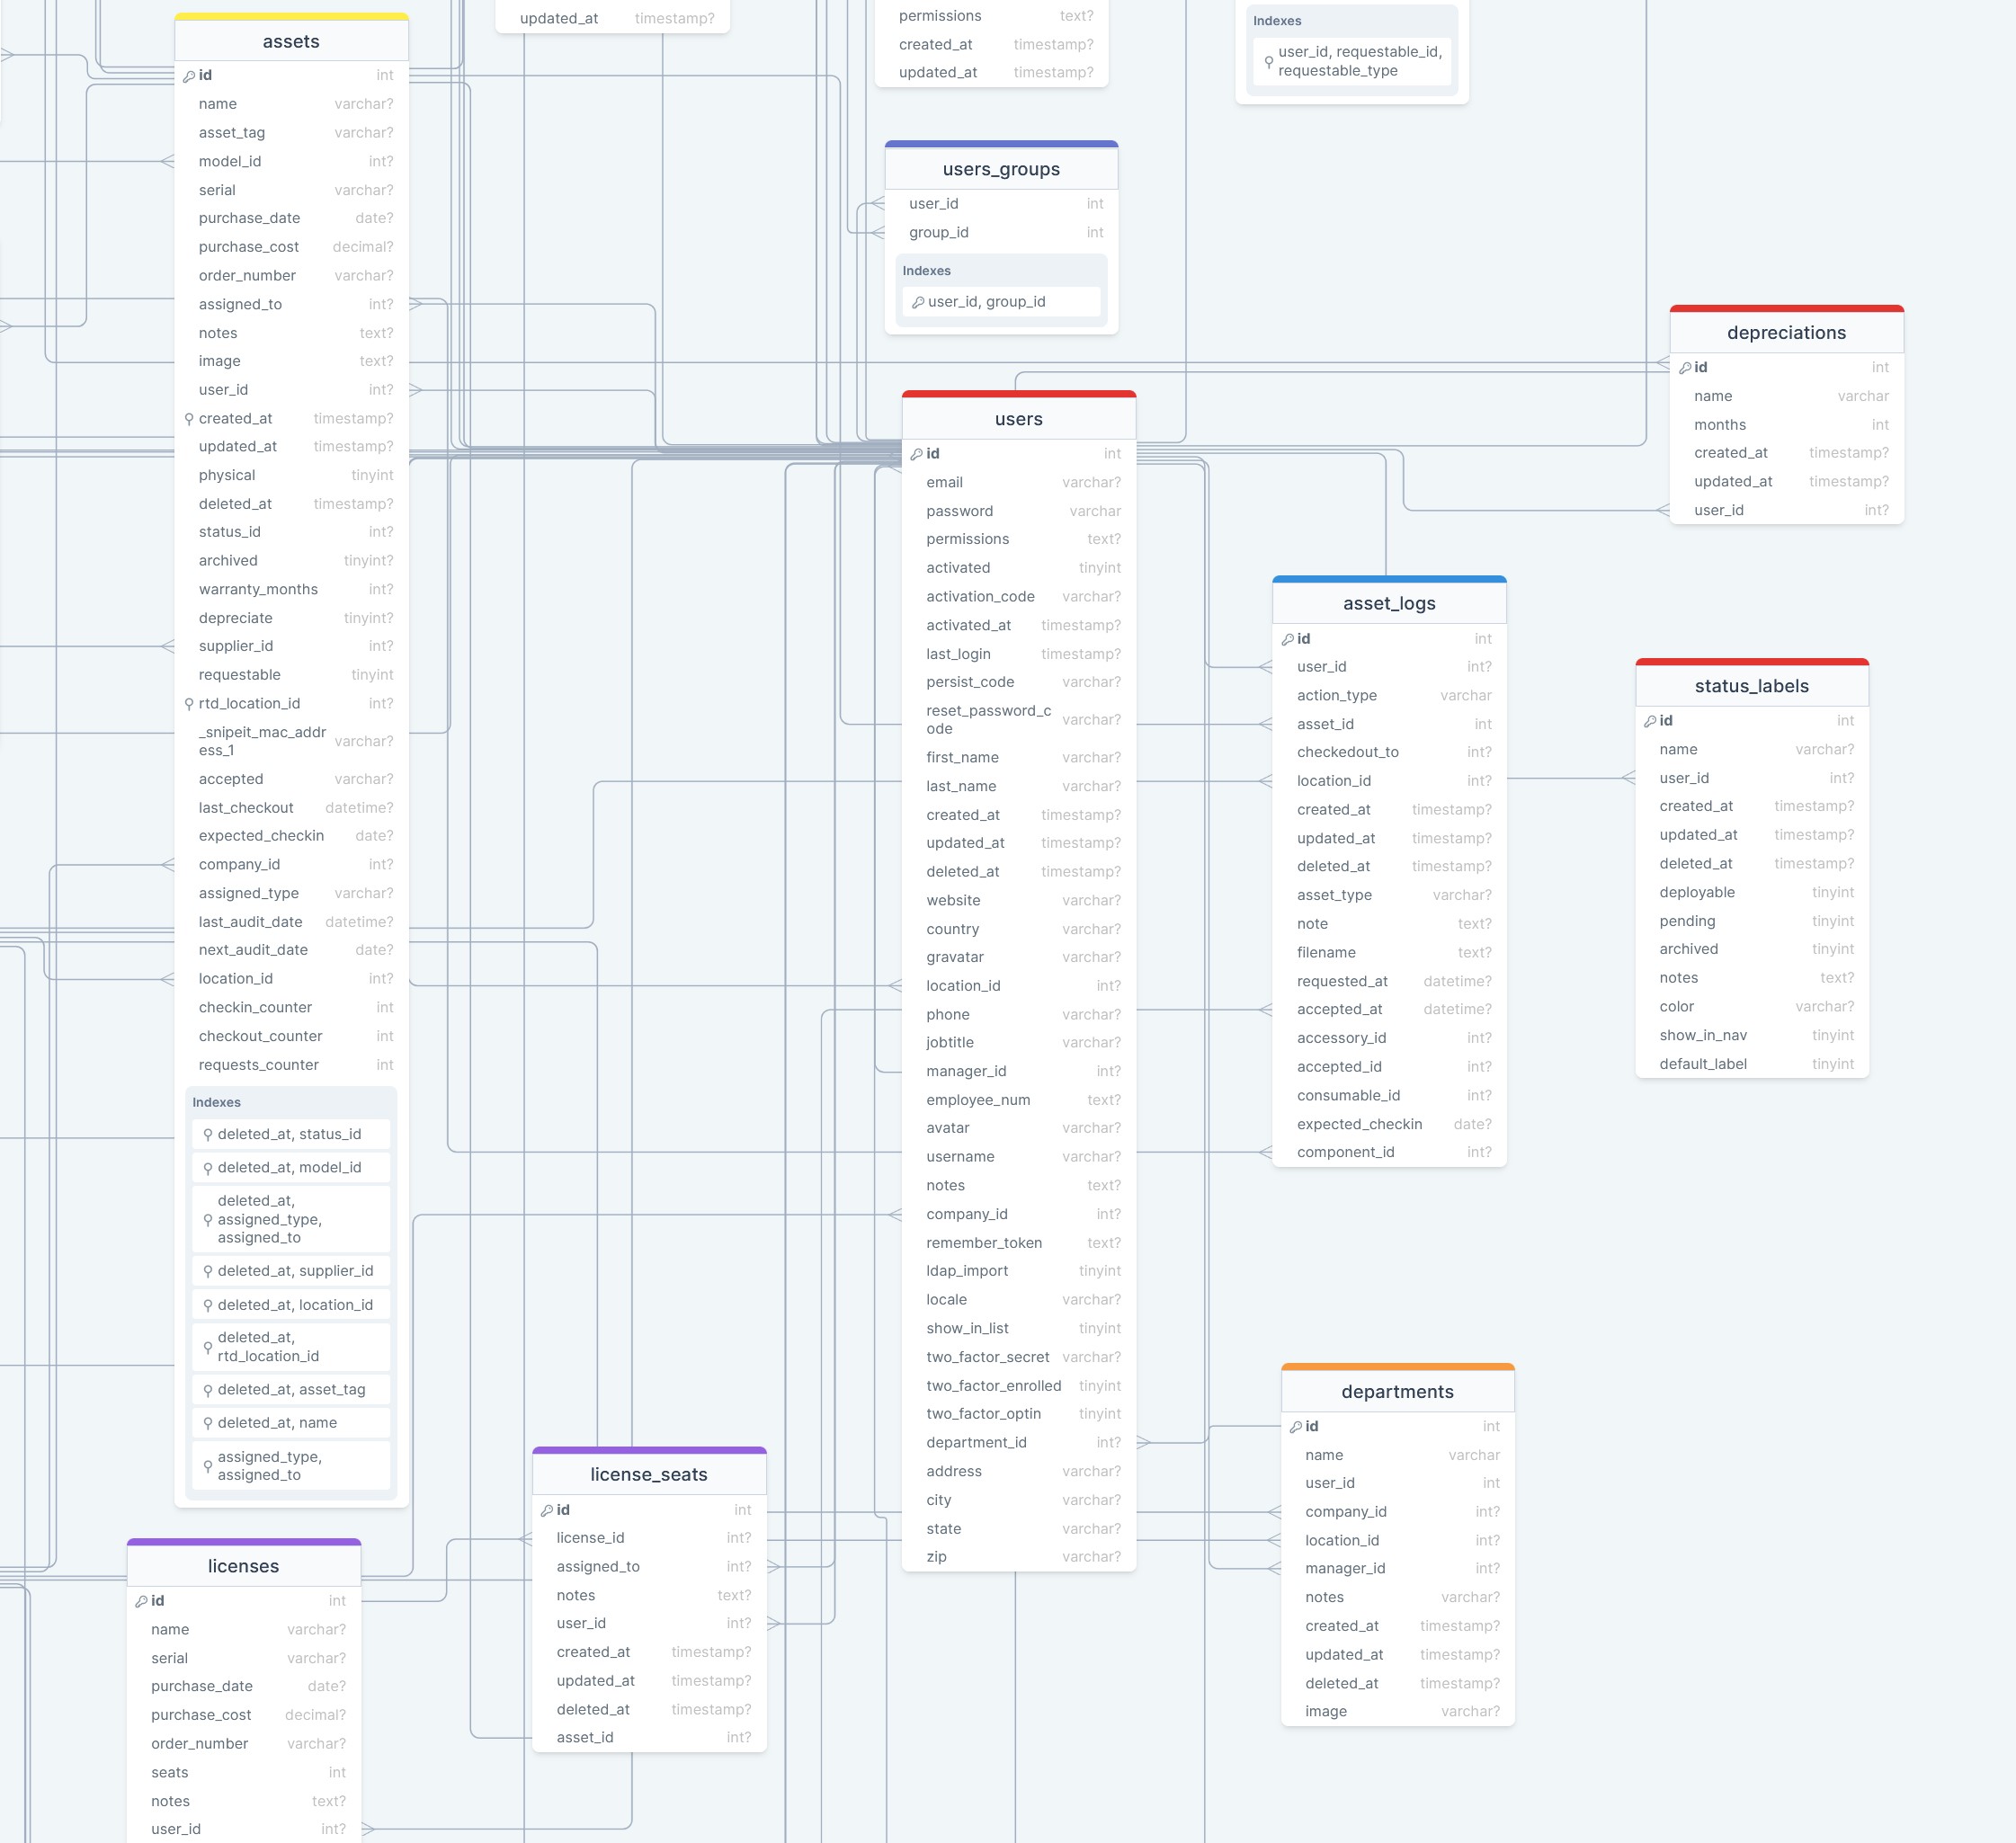 updated_at timestamp?
permissions text?
created_at timestamp?
updated_at timestamp?
Indexes
user_id, requestable_id,
requestable_type
assets
id int
name varchar?
asset_tag varchar?
model_id int?
serial varchar?
purchase_date date?
purchase_cost decimal?
order_number varchar?
assigned_to int?
notes text?
image text?
user_id int?
created_at timestamp?
updated_at timestamp?
physical tinyint
deleted_at timestamp?
status_id int?
archived tinyint?
warranty_months int?
depreciate tinyint?
supplier_id int?
requestable tinyint
rtd_location_id int?
_snipeit_mac_addr
ess_1 varchar?
accepted varchar?
last_checkout datetime?
expected_checkin date?
company_id int?
assigned_type varchar?
last_audit_date datetime?
next_audit_date date?
location_id int?
checkin_counter int
checkout_counter int
requests_counter int
Indexes
deleted_at, status_id
deleted_at, model_id
deleted_at,
assigned_type,
assigned_to
deleted_at, supplier_id
deleted_at, location_id
deleted_at,
rtd_location_id
deleted_at, asset_tag
deleted_at, name
assigned_type,
assigned_to
users_groups
user_id int
group_id int
Indexes
user_id, group_id
users
id int
email varchar?
password varchar
permissions text?
activated tinyint
activation_code varchar?
activated_at timestamp?
last_login timestamp?
persist_code varchar?
reset_password_c
ode varchar?
first_name varchar?
last_name varchar?
created_at timestamp?
updated_at timestamp?
deleted_at timestamp?
website varchar?
country varchar?
gravatar varchar?
location_id int?
phone varchar?
jobtitle varchar?
manager_id int?
employee_num text?
avatar varchar?
username varchar?
notes text?
company_id int?
remember_token text?
ldap_import tinyint
locale varchar?
show_in_list tinyint
two_factor_secret varchar?
two_factor_enrolled tinyint
two_factor_optin tinyint
department_id int?
address varchar?
city varchar?
state varchar?
zip varchar?
depreciations
id int
name varchar
months int
created_at timestamp?
updated_at timestamp?
user_id int?
asset_logs
id int
user_id int?
action_type varchar
asset_id int
checkedout_to int?
location_id int?
created_at timestamp?
updated_at timestamp?
deleted_at timestamp?
asset_type varchar?
note text?
filename text?
requested_at datetime?
accepted_at datetime?
accessory_id int?
accepted_id int?
consumable_id int?
expected_checkin date?
component_id int?
status_labels
id int
name varchar?
user_id int?
created_at timestamp?
updated_at timestamp?
deleted_at timestamp?
deployable tinyint
pending tinyint
archived tinyint
notes text?
color varchar?
show_in_nav tinyint
default_label tinyint
departments
id int
name varchar
user_id int
company_id int?
location_id int?
manager_id int?
notes varchar?
created_at timestamp?
updated_at timestamp?
deleted_at timestamp?
image varchar?
license_seats
id int
license_id int?
assigned_to int?
notes text?
user_id int?
created_at timestamp?
updated_at timestamp?
deleted_at timestamp?
asset_id int?
licenses
id int
name varchar?
serial varchar?
purchase_date date?
purchase_cost decimal?
order_number varchar?
seats int
notes text?
user_id int?